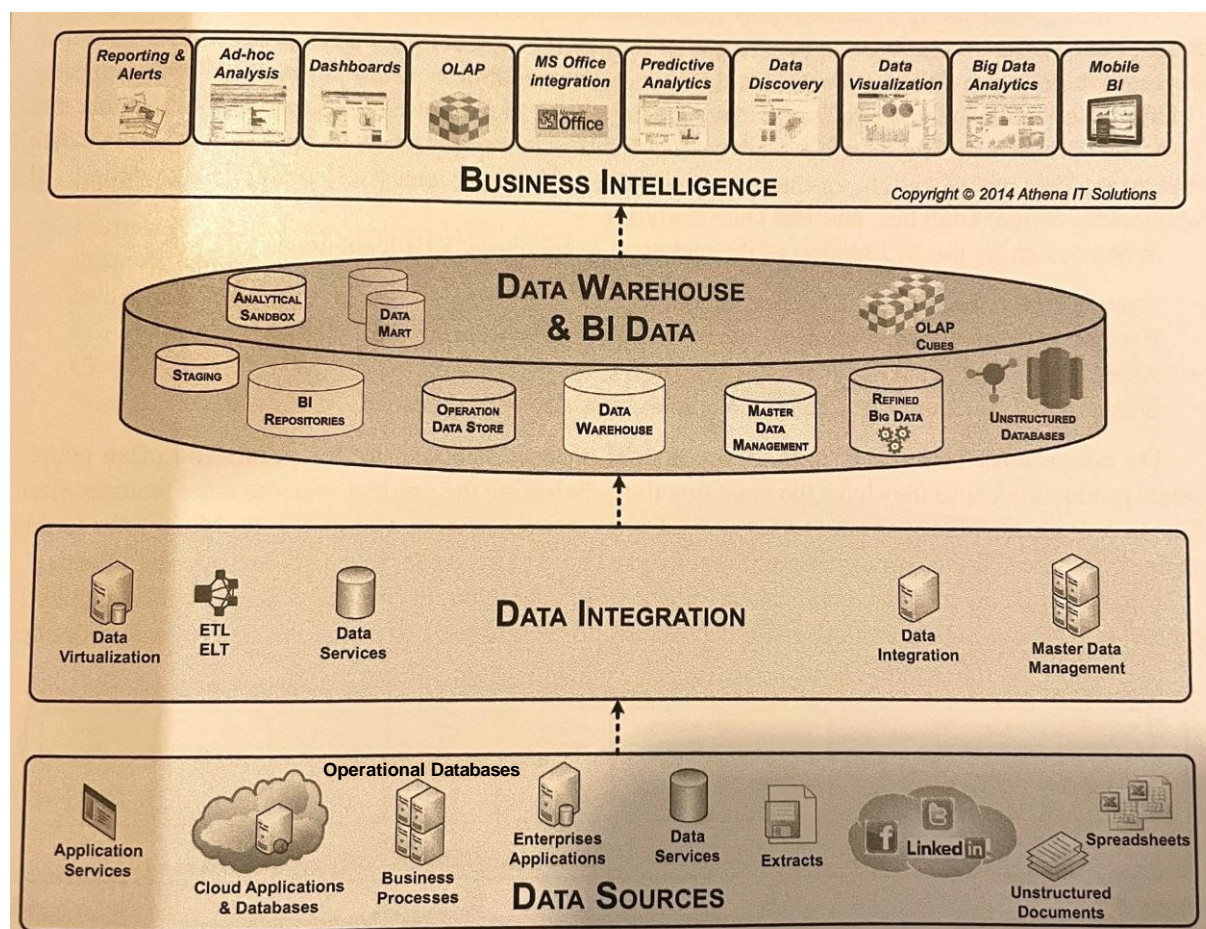 Reporting &
Alerts
Ad-hoc
Analysis
Dashboards
OLAP
MS Office
integration
Microsoft
Office
Predictive
Analytics
Data
Discovery
Data
Visualization
Big Data
Analytics
Mobile
BI
BUSINESS INTELLIGENCE
Copyright © 2014 Athena IT Solutions
DATA WAREHOUSE
& BI DATA
ANALYTICAL
SANDBOX
DATA
MART
OLAP
CUBES
STAGING
BI
REPOSITORIES
OPERATION
DATA STORE
DATA
WAREHOUSE
MASTER
DATA
MANAGEMENT
REFINED
BIG DATA
UNSTRUCTURED
DATABASES
DATA INTEGRATION
Data
Virtualization
ETL
ELT
Data
Services
Data
Integration
Master Data
Management
Operational Databases
Application
Services
Cloud Applications
& Databases
Business
Processes
Enterprises
Applications
Data
Services
Extracts
f
t
Linked in
Spreadsheets
Unstructured
Documents
DATA SOURCES